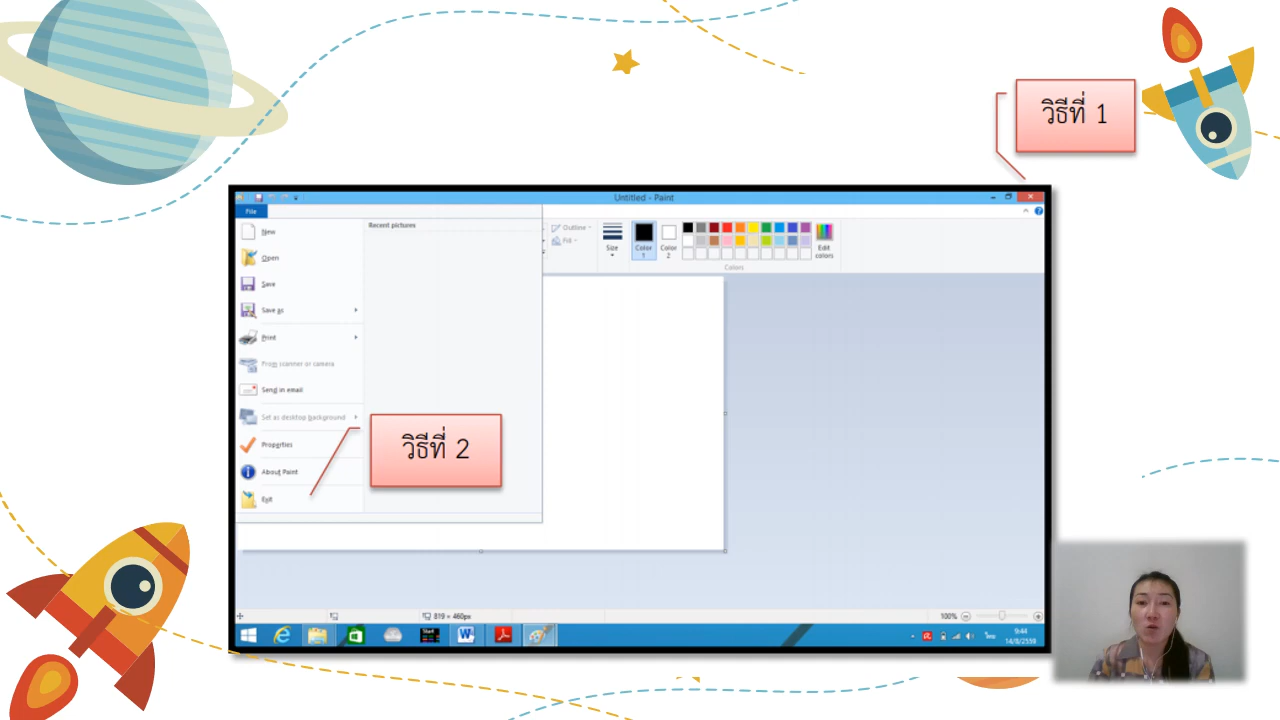 วิธีที่ 1
Untitled - Paint
File
Recent pictures
New
Open
Save
Save as
Print
From scanner or camera
Send in email
Set as desktop background
Properties
About Paint
Exit
Outline
Fill
Size
Color 1
Color 2
Edit colors
Colors
วิธีที่ 2
819 × 460px
100%
Start
9:44
14/8/2559